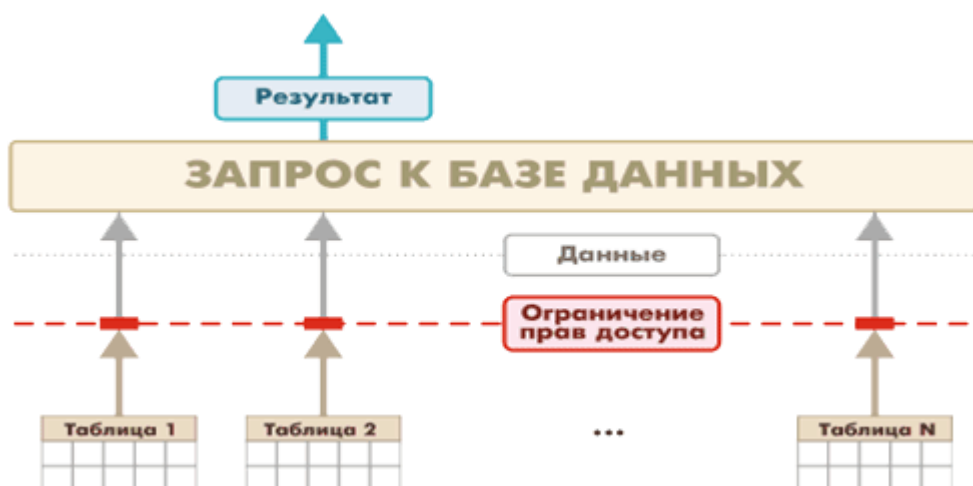 Результат
ЗАПРОС К БАЗЕ ДАННЫХ
Данные
Ограничение
прав доступа
Таблица 1
Таблица 2
...
Таблица N